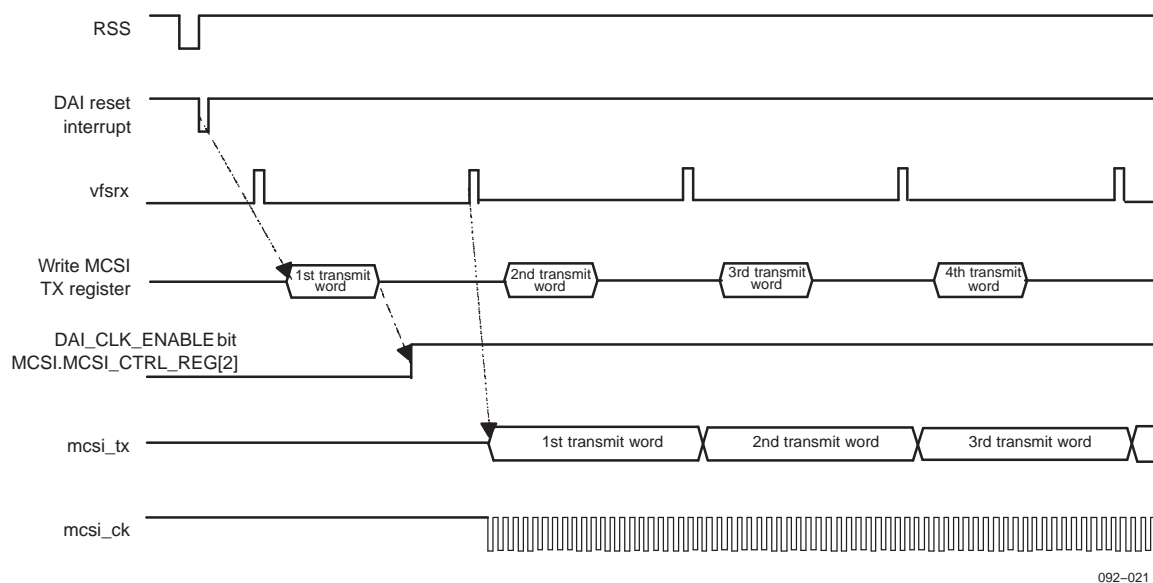 RSS
DAI reset
interrupt
vfsrx
Write MCSI
TX register
1st transmit
word
2nd transmit
word
3rd transmit
word
4th transmit
word
DAI_CLK_ENABLE bit
MCSI.MCSI_CTRL_REG[2]
mcsi_tx
1st transmit word
2nd transmit word
3rd transmit word
mcsi_ck
092–021